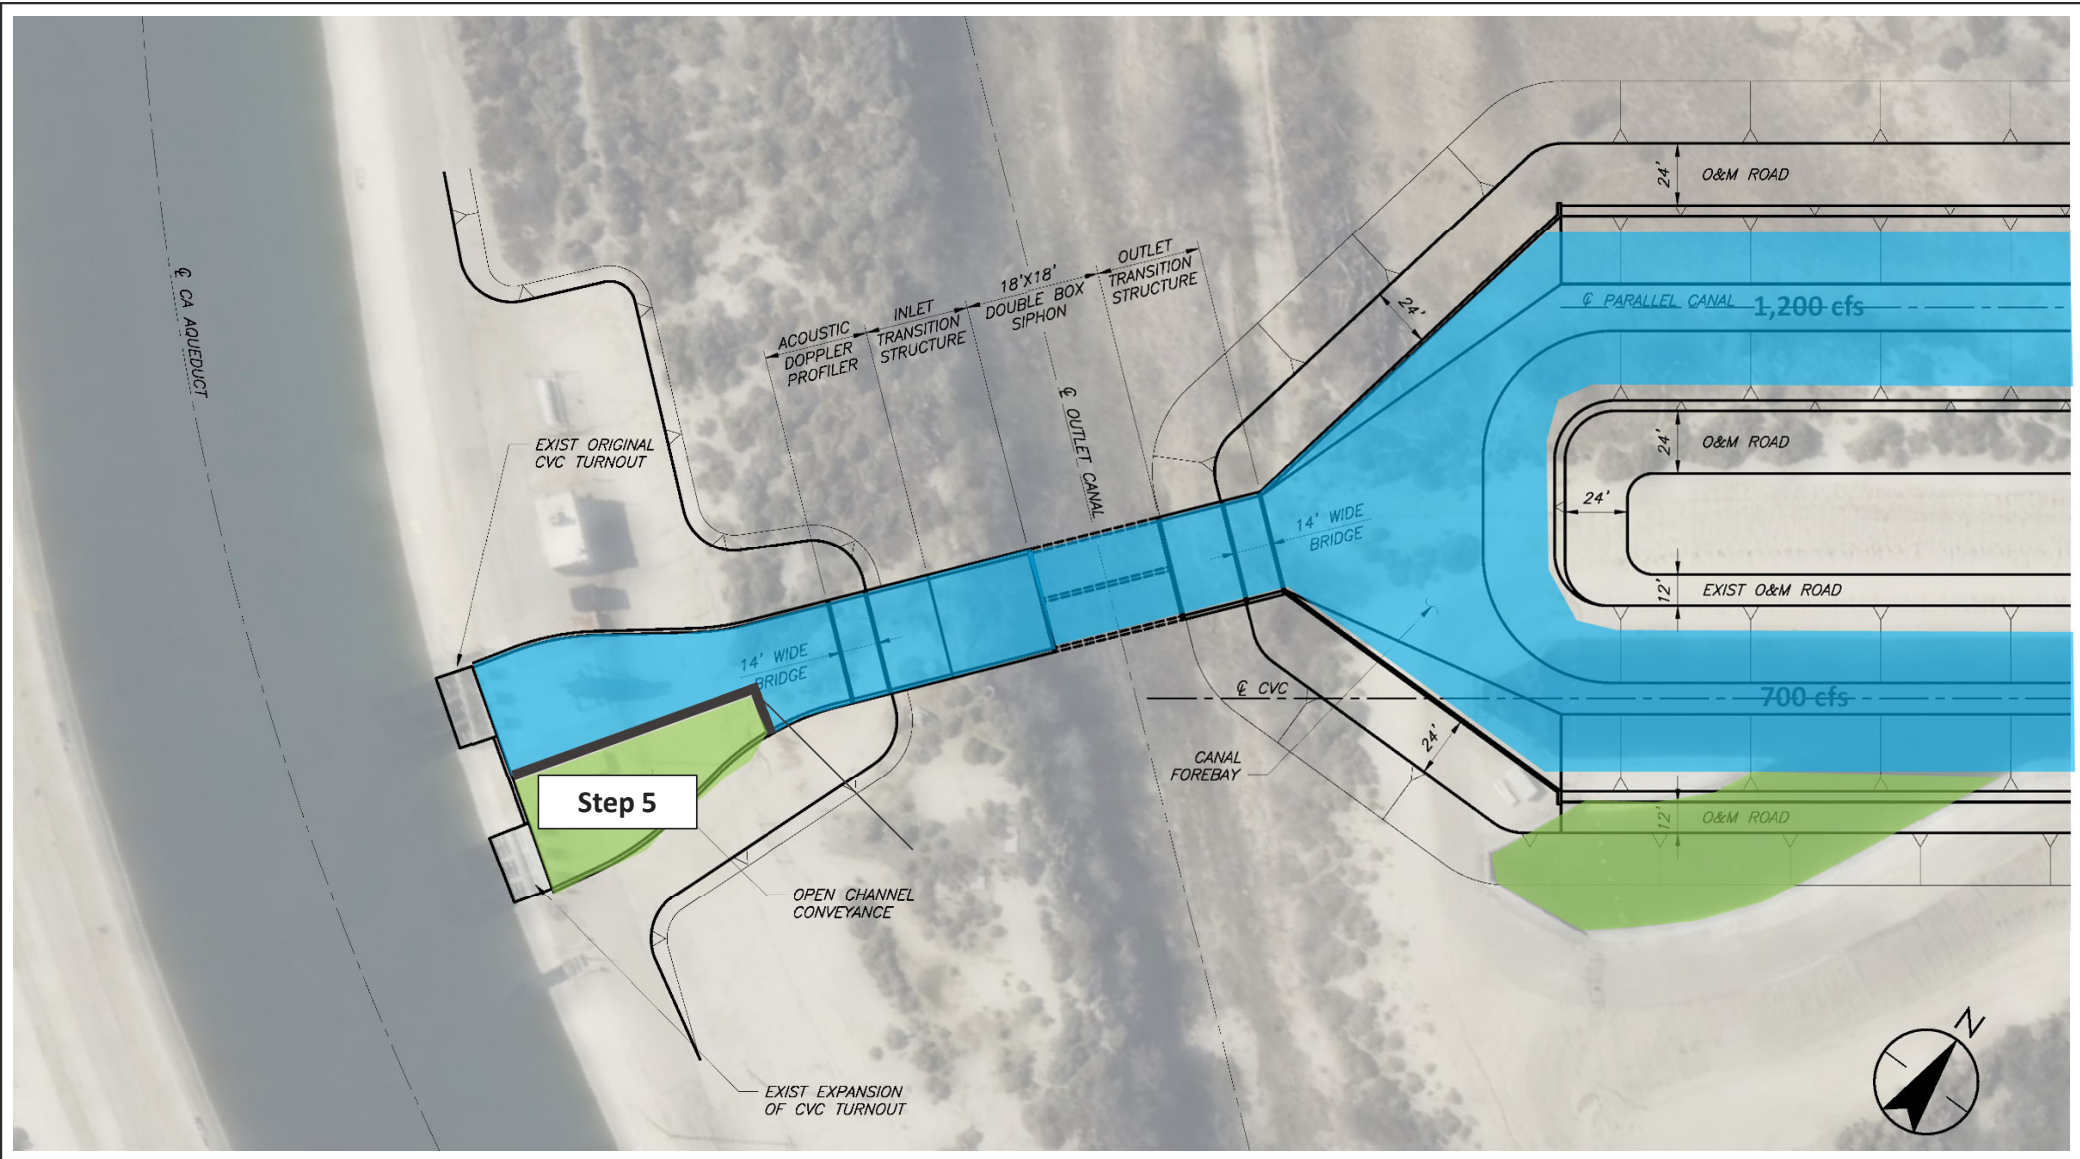 ℄ CA AQUEDUCT
EXIST ORIGINAL
CVC TURNOUT
ACOUSTIC
DOPPLER
PROFILER
INLET
TRANSITION
STRUCTURE
18'X18'
DOUBLE BOX
SIPHON
OUTLET
TRANSITION
STRUCTURE
℄ OUTLET CANAL
24'
24'
O&M ROAD
℄ PARALLEL CANAL
1,200 cfs
24'
O&M ROAD
24'
12'
EXIST O&M ROAD
14' WIDE
BRIDGE
14' WIDE
BRIDGE
℄ CVC
700 cfs
24'
CANAL
FOREBAY
12'
O&M ROAD
Step 5
OPEN CHANNEL
CONVEYANCE
EXIST EXPANSION
OF CVC TURNOUT
N